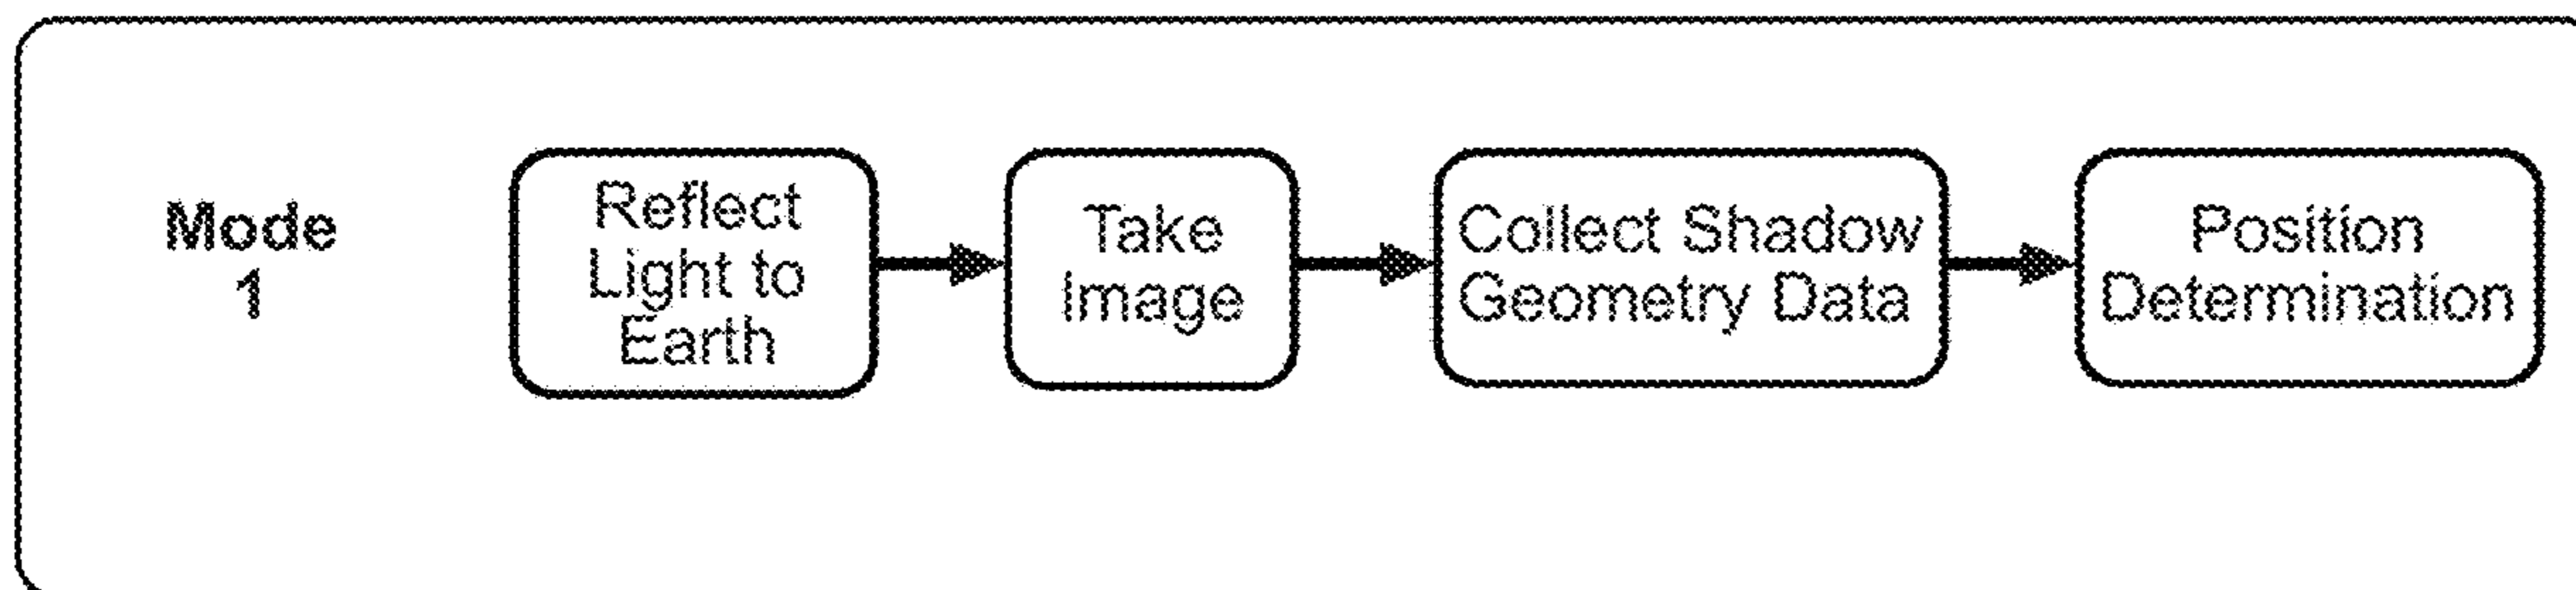 Mode
1
Reflect
Light to
Earth
Take
Image
Collect Shadow
Geometry Data
Position
Determination